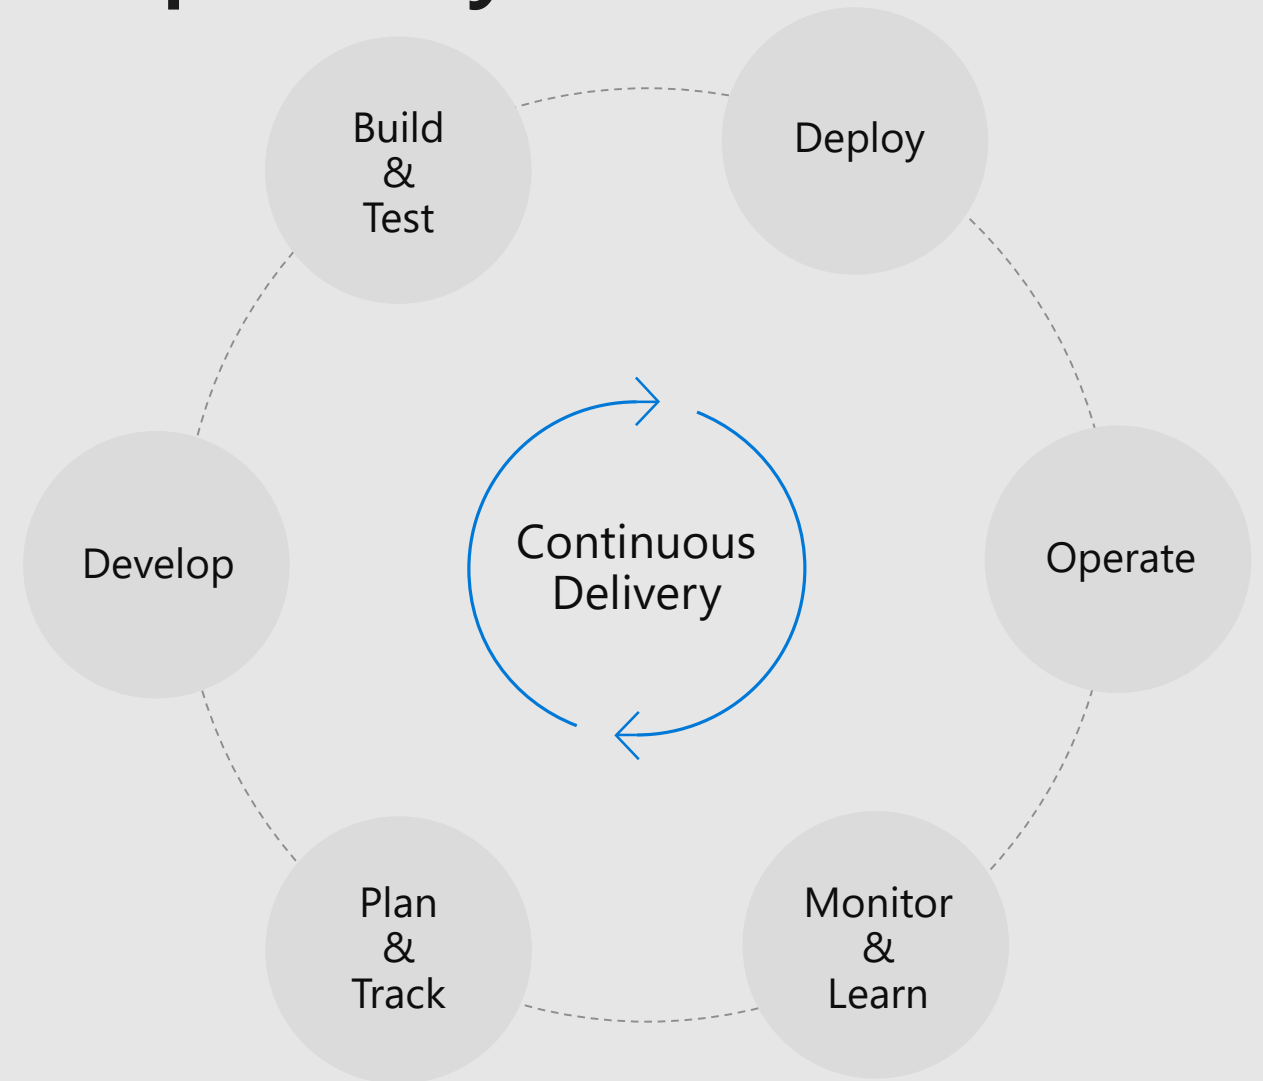 Build
&
Test
Deploy
Develop
Continuous
Delivery
Operate
Plan
&
Track
Monitor
&
Learn